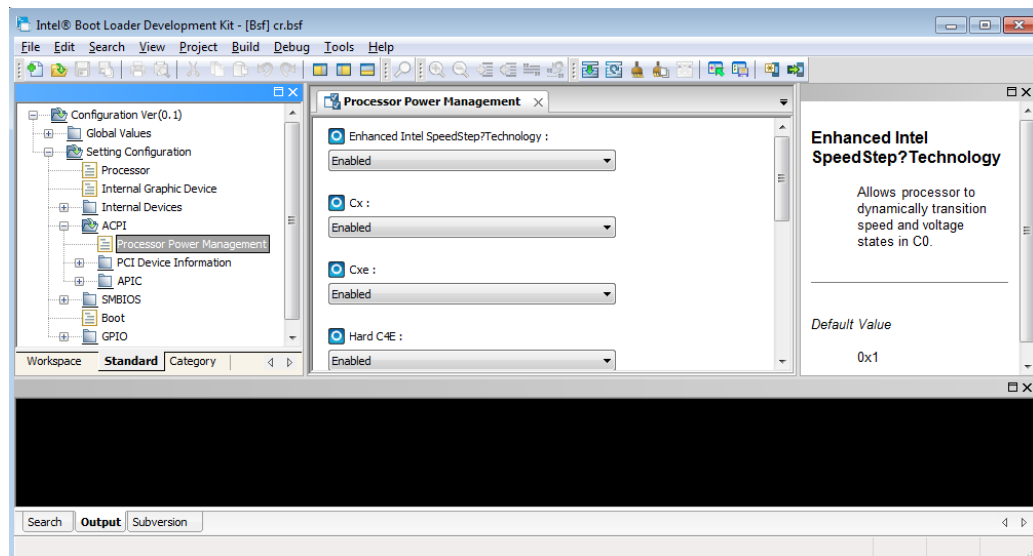 Intel® Boot Loader Development Kit - [Bsf] cr.bsf
File Edit Search View Project Build Debug Tools Help
Configuration Ver(0.1)
Global Values
Setting Configuration
Processor
Internal Graphic Device
Internal Devices
ACPI
Processor Power Management
PCI Device Information
APIC
SMBIOS
Boot
GPIO
Workspace Standard Category
Processor Power Management
Enhanced Intel SpeedStep?Technology :
Enabled
Cx :
Enabled
Cxe :
Enabled
Hard C4E :
Enabled
Enhanced Intel
SpeedStep?Technology
Allows processor to
dynamically transition
speed and voltage
states in C0.
Default Value
0x1
Search Output Subversion